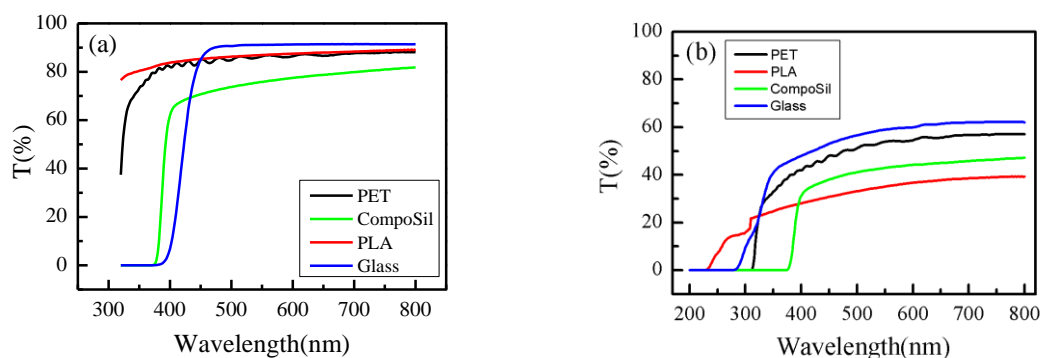 (a)
100
80
60
40
20
0
T(%)
PET
CompoSil
PLA
Glass
300 400 500 600 700 800
Wavelength(nm)
(b)
100
80
60
40
20
0
T(%)
PET
PLA
CompoSil
Glass
200 300 400 500 600 700 800
Wavelength(nm)